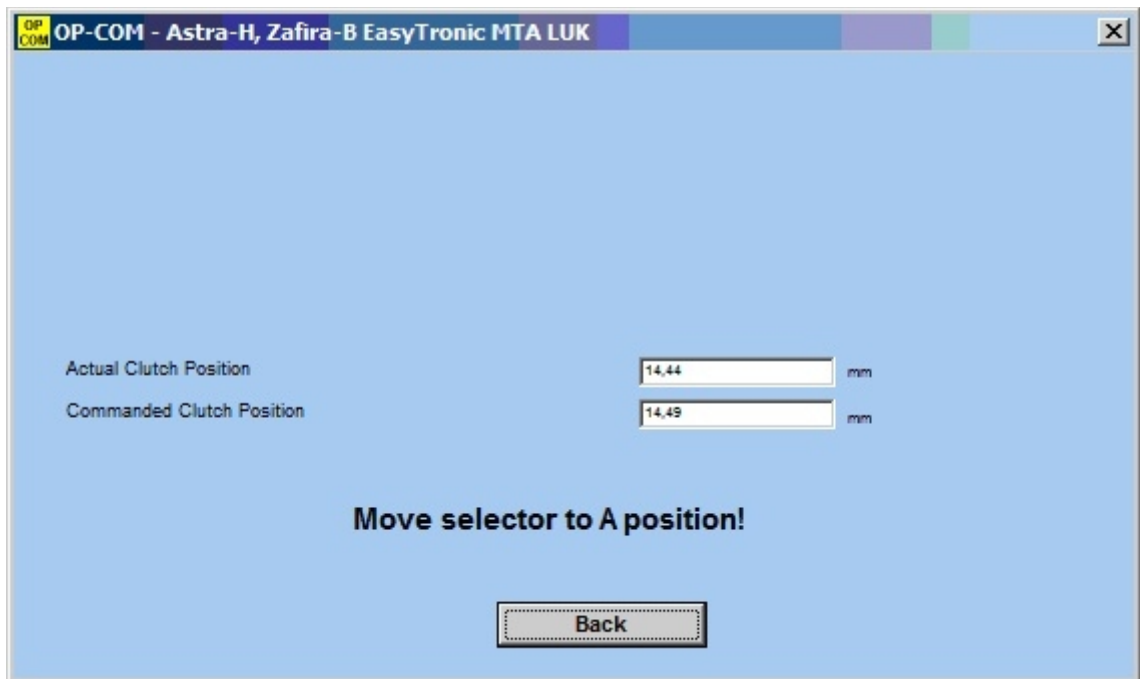 OP COM OP-COM - Astra-H, Zafira-B EasyTronic MTA LUK
Actual Clutch Position 14,44 mm
Commanded Clutch Position 14,49 mm
Move selector to A position!
Back